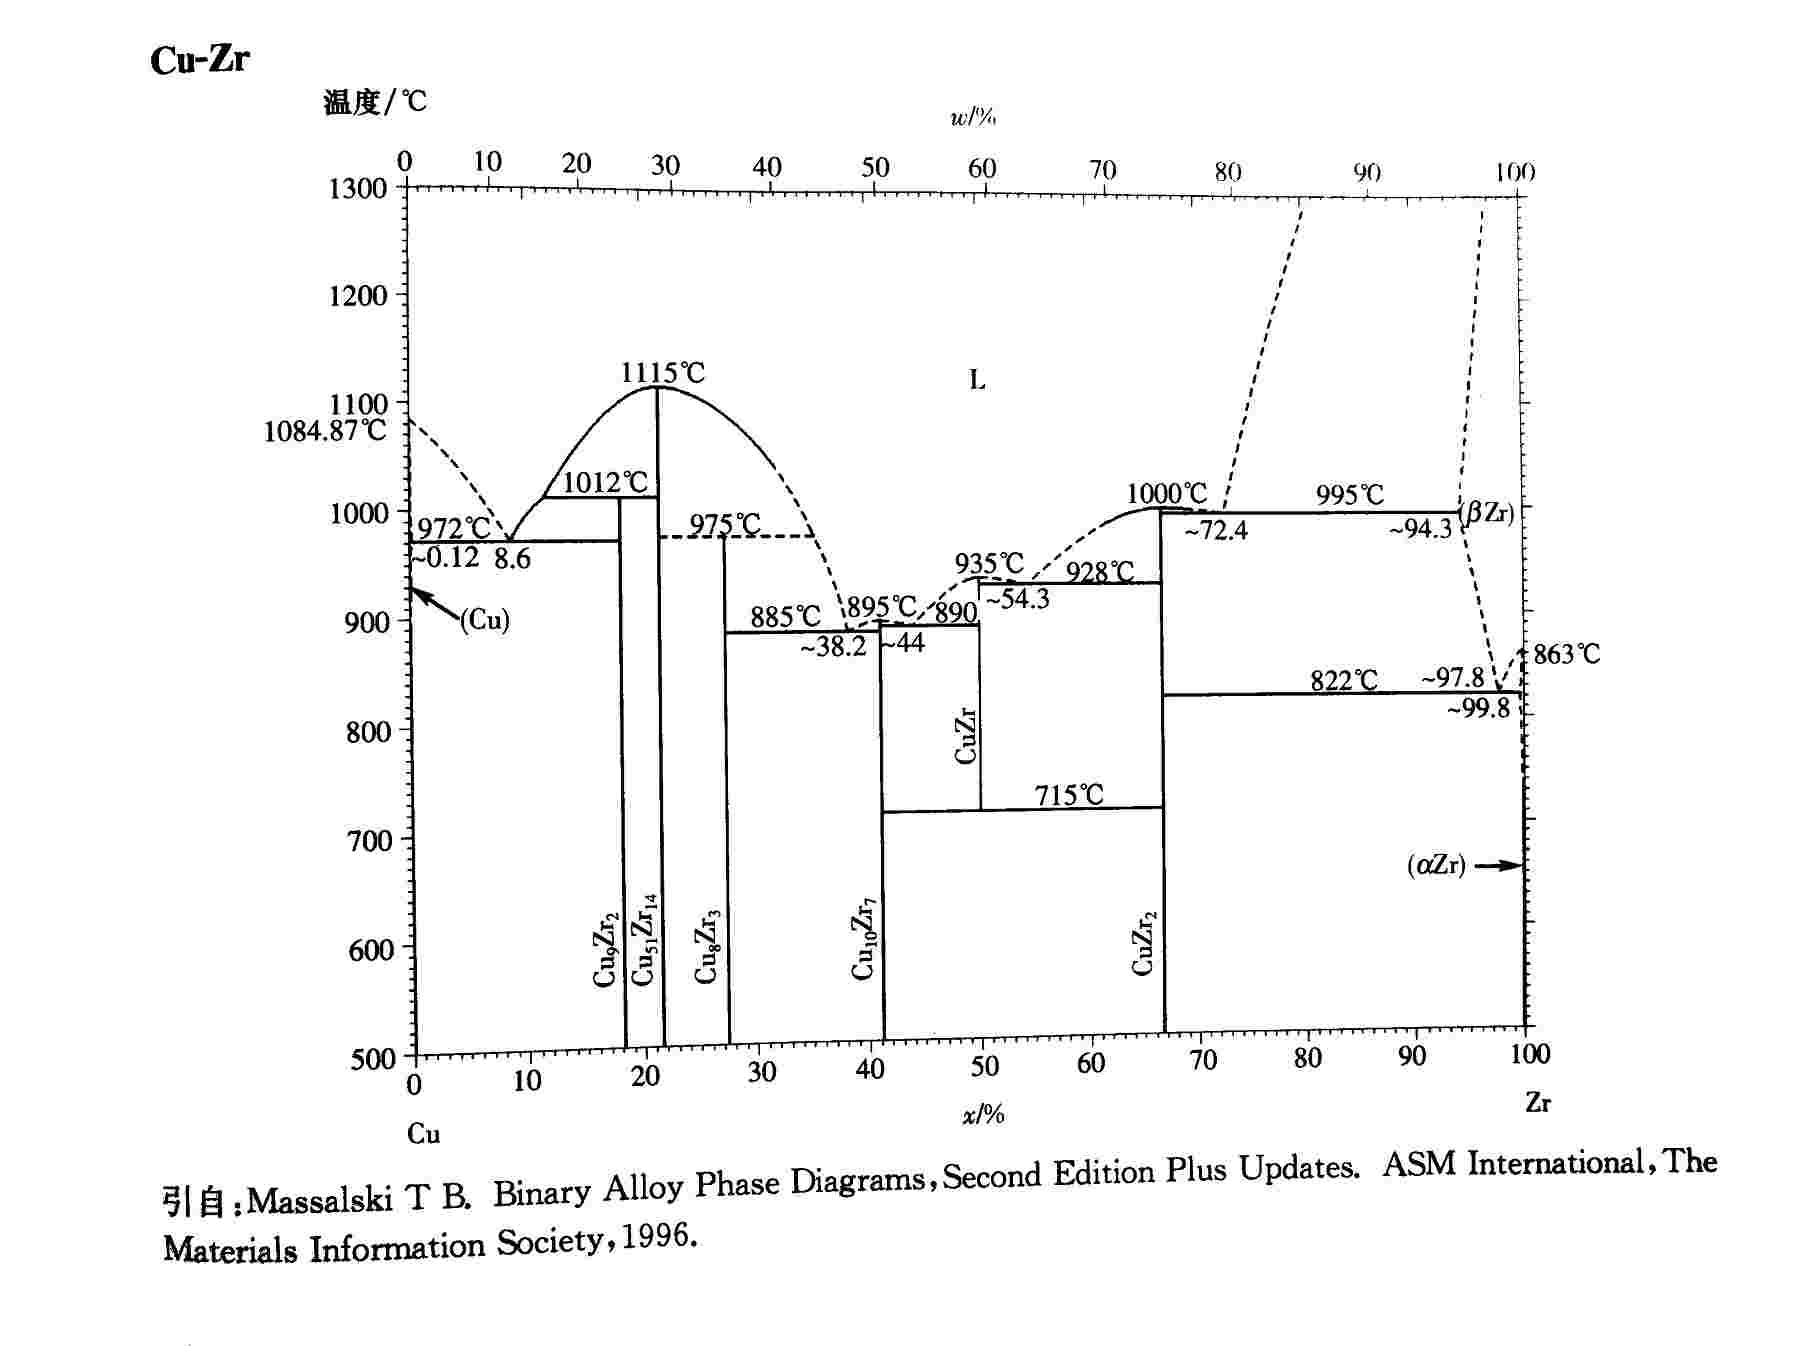 Cu-Zr
温度/℃
w/%
0 10 20 30 40 50 60 70 80 90 100
1300
1200
1115℃
L
1100
1084.87℃
1012℃
1000℃
995℃
1000
972℃
975℃
(βZr)
~72.4
~94.3
~0.12 8.6
935℃
928℃
~54.3
(Cu)
895℃
890
900
885℃
~38.2
~44
863℃
822℃
~97.8
~99.8
800
CuZr
715℃
700
(αZr)
Cu₉Zr₂
Cu₅₁Zr₁₄
Cu₈Zr₃
Cu₁₀Zr₇
CuZr₂
600
500
0 10 20 30 40 50 60 70 80 90 100
Cu
x/%
Zr
引自:Massalski T B. Binary Alloy Phase Diagrams, Second Edition Plus Updates. ASM International, The
Materials Information Society, 1996.